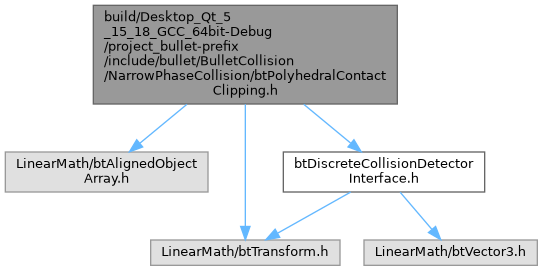 build/Desktop_Qt_5
_15_18_GCC_64bit-Debug
/project_bullet-prefix
/include/bullet/BulletCollision
/NarrowPhaseCollision/btPolyhedralContact
Clipping.h
LinearMath/btAlignedObject
Array.h
btDiscreteCollisionDetector
Interface.h
LinearMath/btTransform.h
LinearMath/btVector3.h